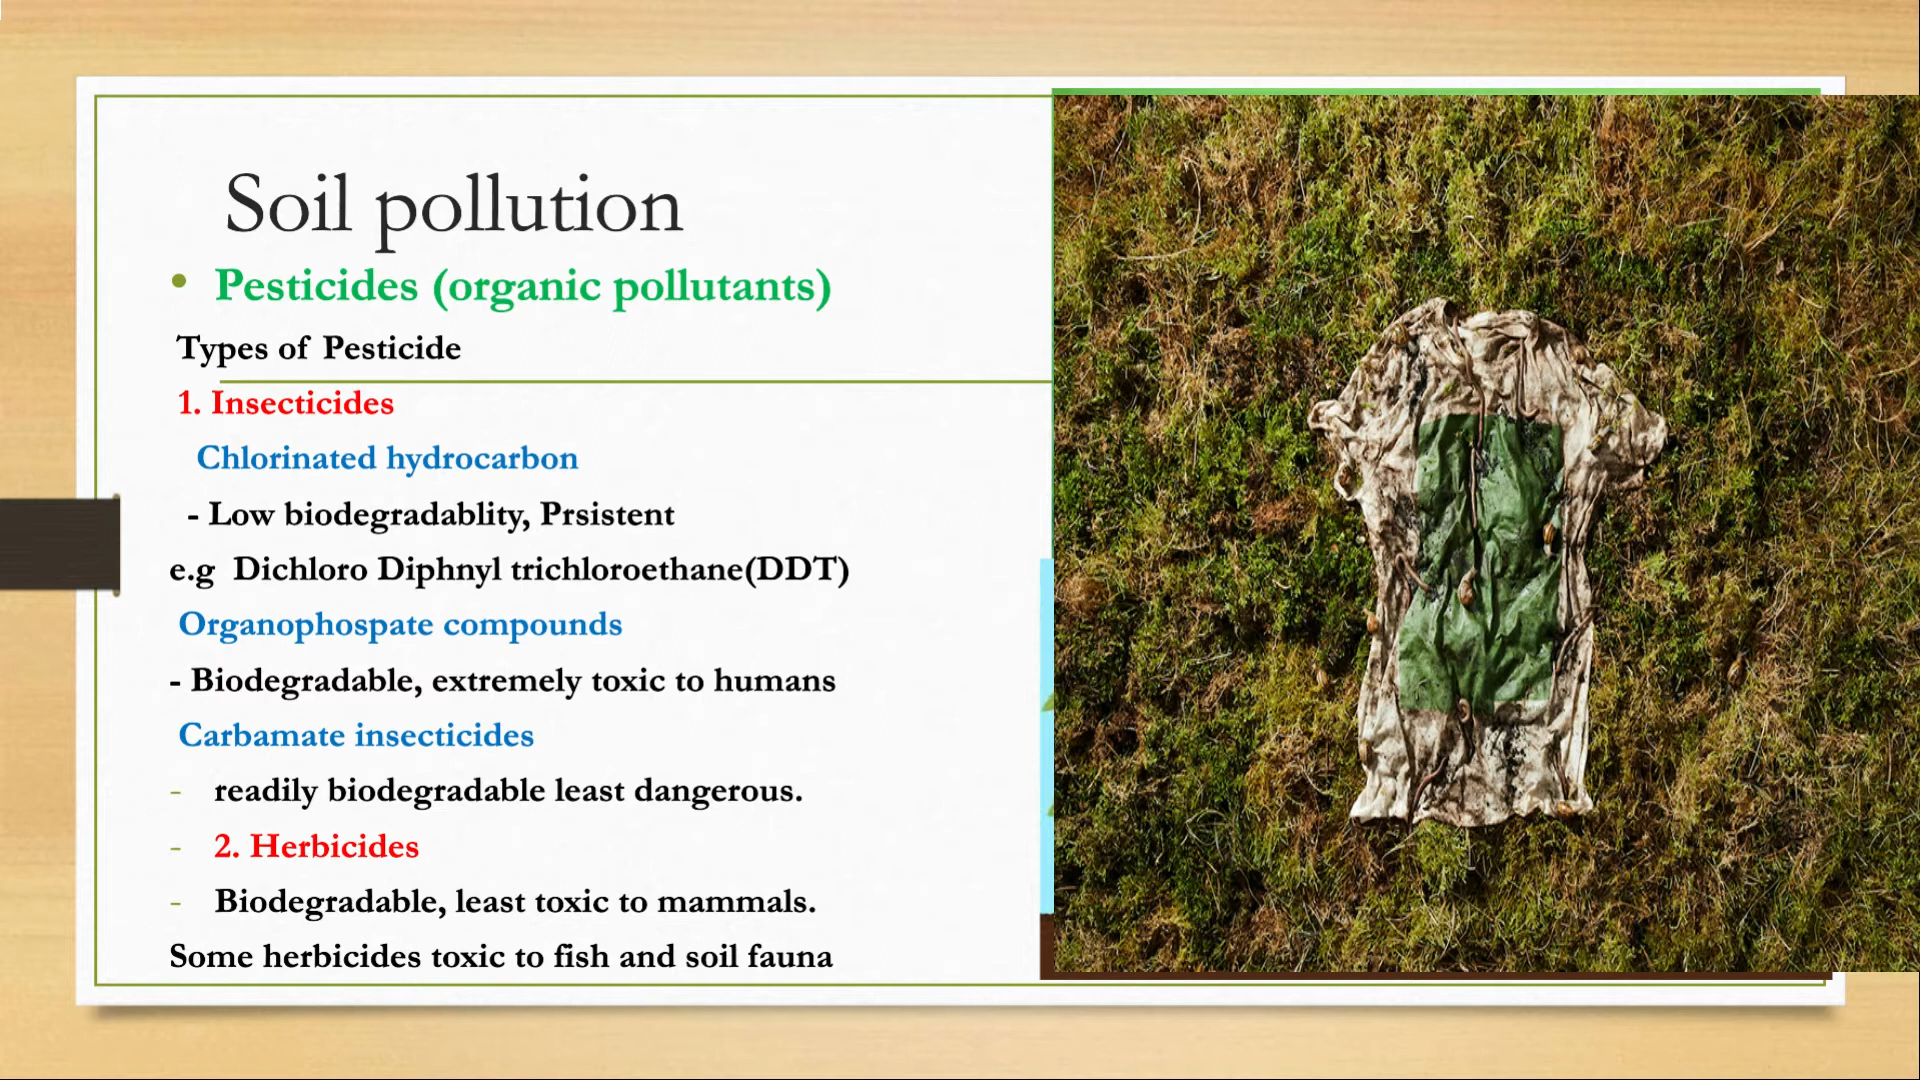 Soil pollution
• Pesticides (organic pollutants)
Types of Pesticide
1. Insecticides
Chlorinated hydrocarbon
- Low biodegradablity, Prsistent
e.g Dichloro Diphnyl trichloroethane(DDT)
Organophospate compounds
- Biodegradable, extremely toxic to humans
Carbamate insecticides
- readily biodegradable least dangerous.
- 2. Herbicides
- Biodegradable, least toxic to mammals.
Some herbicides toxic to fish and soil fauna